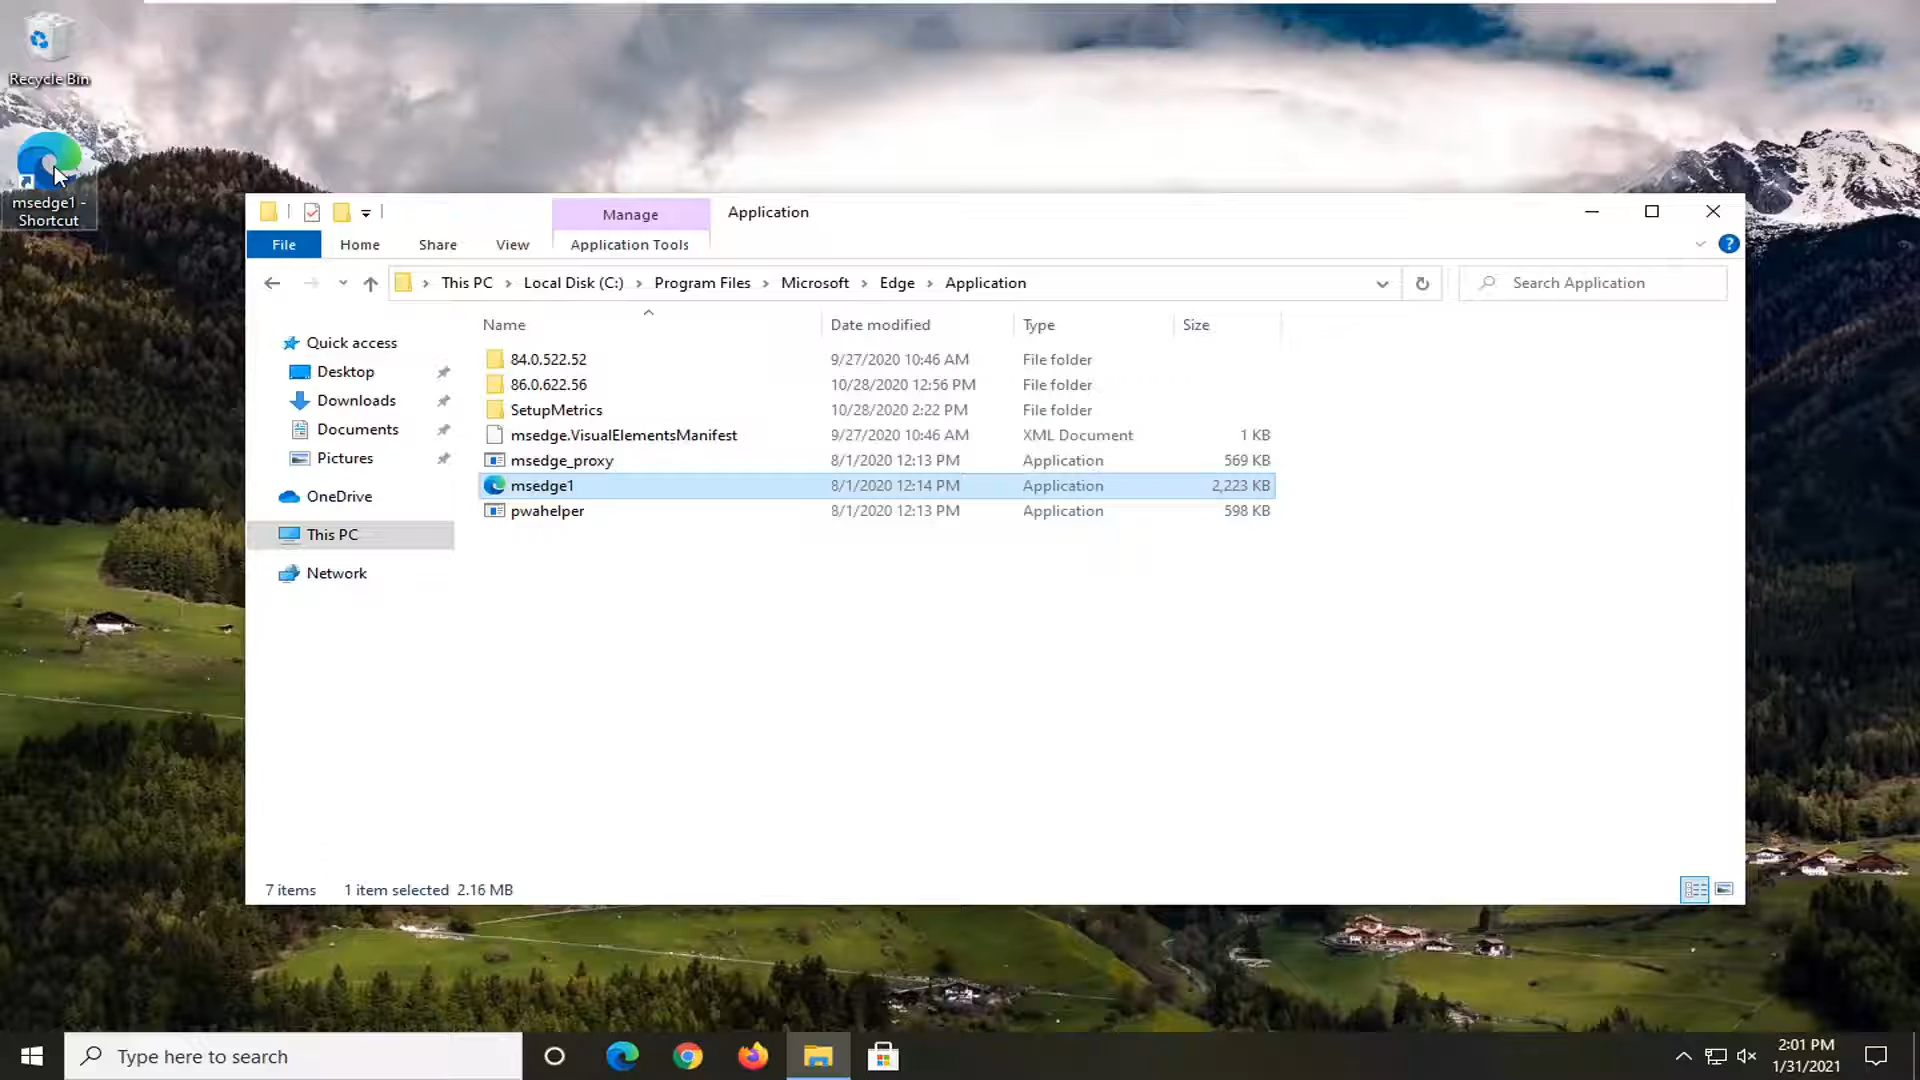 Recycle Bin
msedge1 -
Shortcut
Manage
Application
File
Home
Share
View
Application Tools
This PC
Local Disk (C:)
Program Files
Microsoft
Edge
Application
Search Application
Name
Date modified
Type
Size
Quick access
Desktop
Downloads
Documents
Pictures
OneDrive
This PC
Network
84.0.522.52 9/27/2020 10:46 AM File folder
86.0.622.56 10/28/2020 12:56 PM File folder
SetupMetrics 10/28/2020 2:22 PM File folder
msedge.VisualElementsManifest 9/27/2020 10:46 AM XML Document 1 KB
msedge_proxy 8/1/2020 12:13 PM Application 569 KB
msedge1 8/1/2020 12:14 PM Application 2,223 KB
pwahelper 8/1/2020 12:13 PM Application 598 KB
7 items 1 item selected 2.16 MB
Type here to search
2:01 PM
1/31/2021